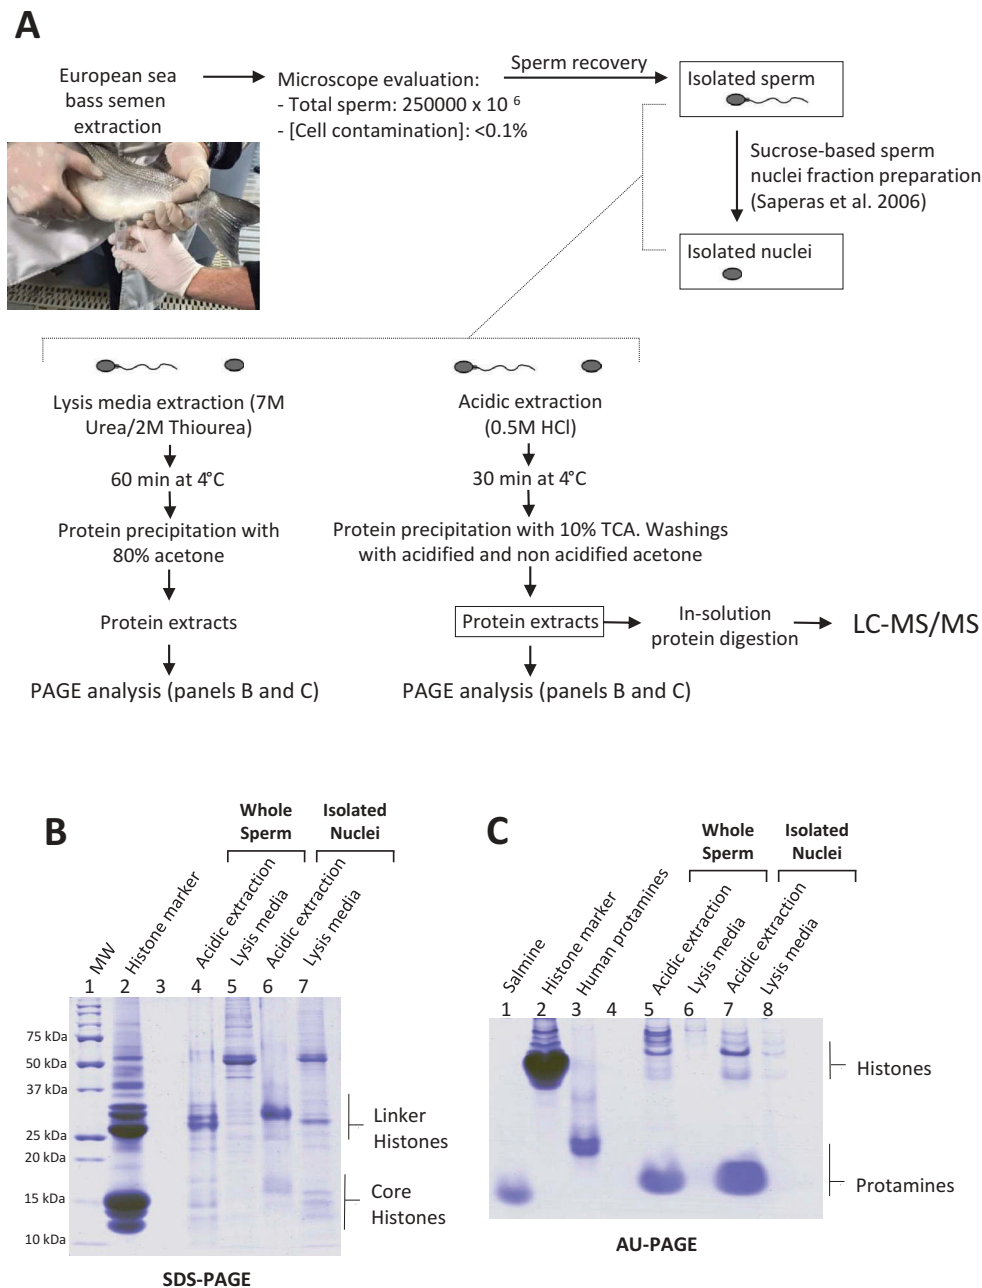 A
European sea
bass semen
extraction
Microscope evaluation:
- Total sperm: 250000 x 10 6
- [Cell contamination]: <0.1%
Sperm recovery
Isolated sperm
Sucrose-based sperm
nuclei fraction preparation
(Saperas et al. 2006)
Isolated nuclei
Lysis media extraction (7M
Urea/2M Thiourea)
60 min at 4°C
Protein precipitation with
80% acetone
Protein extracts
PAGE analysis (panels B and C)
Acidic extraction
(0.5M HCl)
30 min at 4°C
Protein precipitation with 10% TCA. Washings
with acidified and non acidified acetone
Protein extracts
In-solution
protein digestion
LC-MS/MS
PAGE analysis (panels B and C)
B
Whole
Sperm
Isolated
Nuclei
MW
Histone marker
Acidic extraction
Lysis media
Acidic extraction
Lysis media
1 2 3 4 5 6 7
75 kDa
50 kDa
37 kDa
25 kDa
20 kDa
15 kDa
10 kDa
Linker
Histones
Core
Histones
SDS-PAGE
C
Whole
Sperm
Isolated
Nuclei
Salmine
Histone marker
Human protamines
Acidic extraction
Lysis media
Acidic extraction
Lysis media
1 2 3 4 5 6 7 8
Histones
Protamines
AU-PAGE